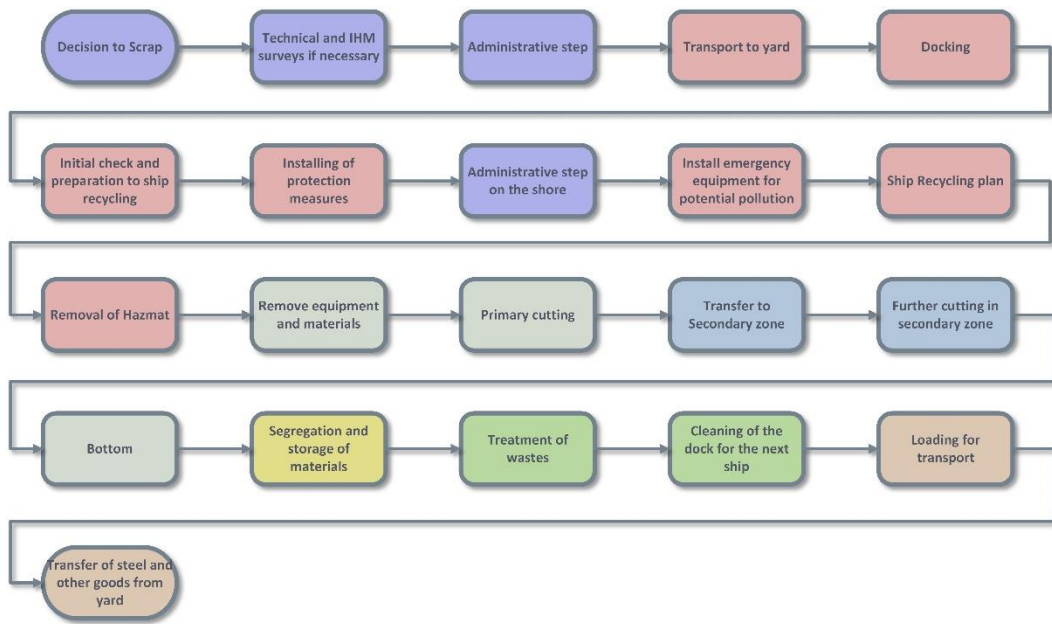 Decision to Scrap
Technical and IHM
surveys if necessary
Administrative step
Transport to yard
Docking
Initial check and
preparation to ship
recycling
Installing of
protection
measures
Administrative step
on the shore
Install emergency
equipment for
potential pollution
Ship Recycling plan
Removal of Hazmat
Remove equipment
and materials
Primary cutting
Transfer to
Secondary zone
Further cutting in
secondary zone
Bottom
Segregation and
storage of
materials
Treatment of
wastes
Cleaning of the
dock for the next
ship
Loading for
transport
Transfer of steel and
other goods from
yard